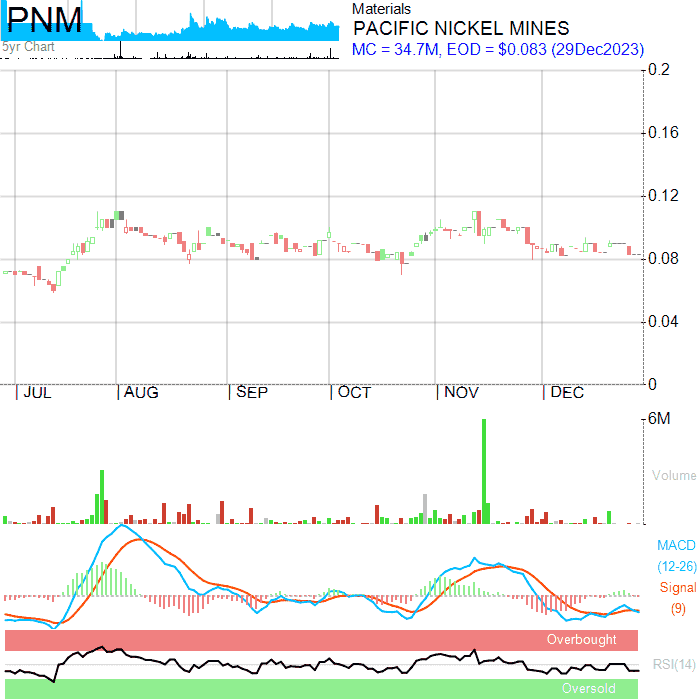 PNM
5yr Chart
Materials
PACIFIC NICKEL MINES
MC = 34.7M, EOD = $0.083 (29Dec2023)
0.2
0.16
0.12
0.08
0.04
0
JUL AUG SEP OCT NOV DEC
6M
Volume
MACD
(12-26)
Signal
(9)
Overbought
RSI(14)
Oversold